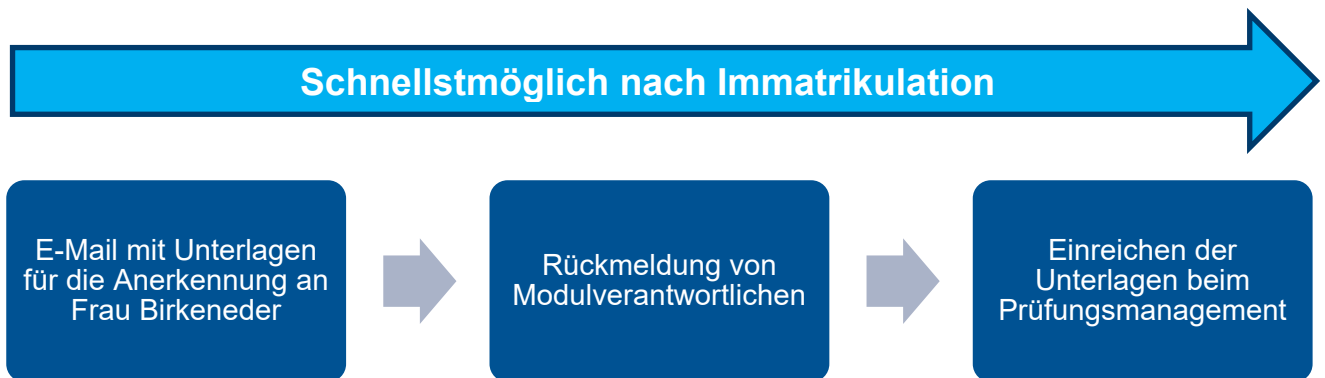 Schnellstmöglich nach Immatrikulation
E-Mail mit Unterlagen
für die Anerkennung an
Frau Birkeneder
Rückmeldung von
Modulverantwortlichen
Einreichen der
Unterlagen beim
Prüfungsmanagement